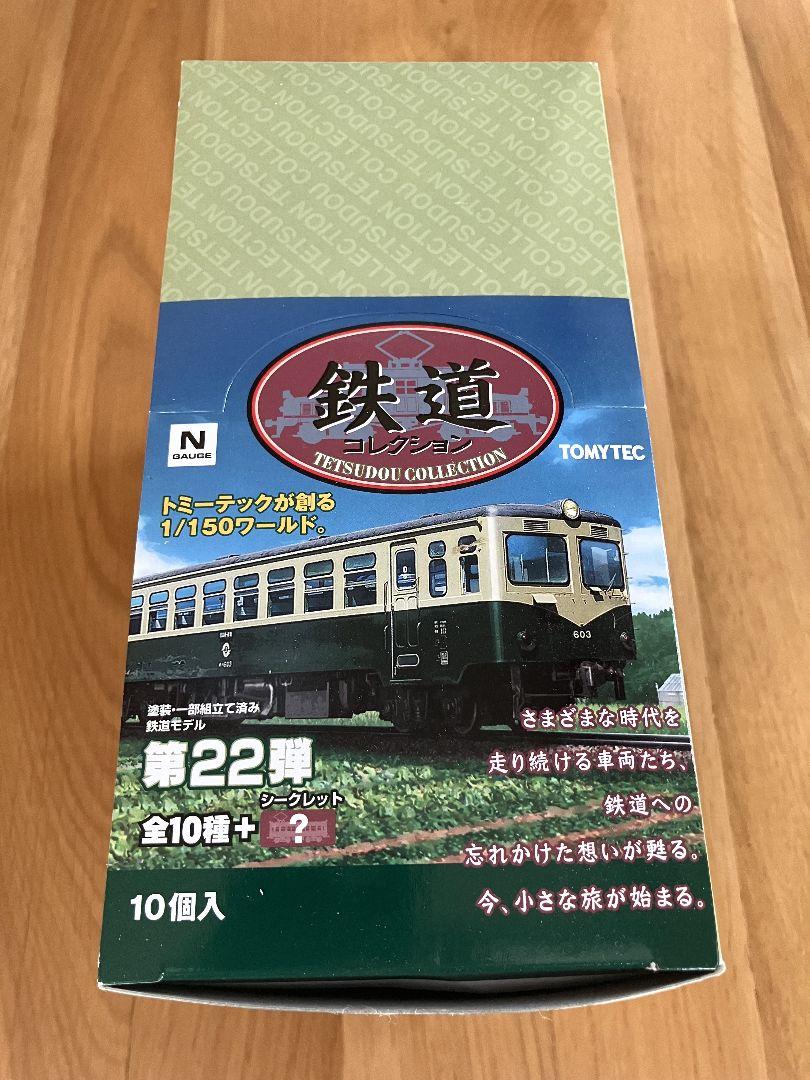 TETSUDOU COLLECTION TETSUDOU COLLECTION
鉄道
コレクション
TETSUDOU COLLECTION
N
GAUGE
TOMYTEC
トミーテックが創る
1/150ワールド。
603
塗装・一部組立て済み
鉄道モデル
第22弾
シークレット
全10種+
?
10個入
さまざまな時代を
走り続ける車両たち、
鉄道への
忘れかけた想いが甦る。
今、小さな旅が始まる。